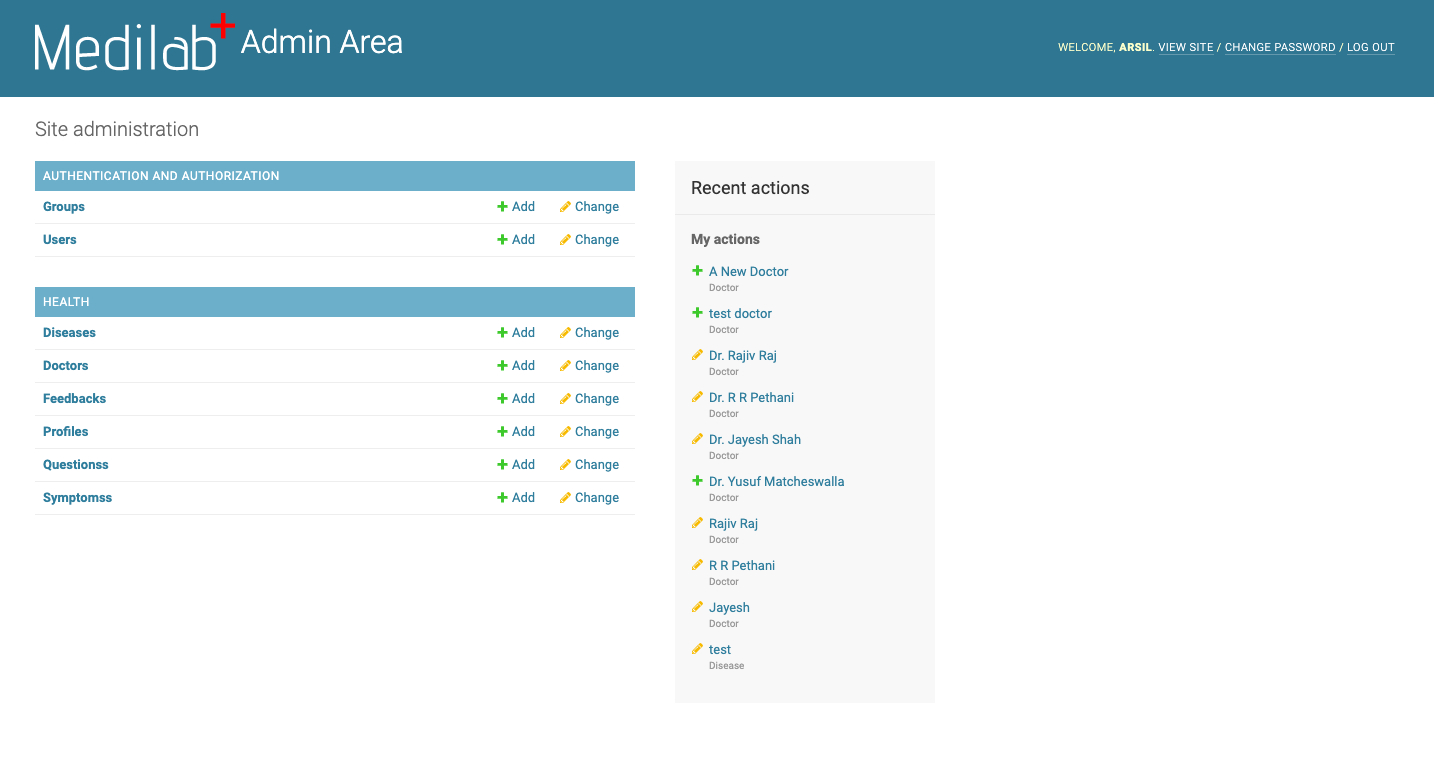 Medilab Admin Area
WELCOME, ARSIL. VIEW SITE / CHANGE PASSWORD / LOG OUT
Site administration
AUTHENTICATION AND AUTHORIZATION
Groups Add Change
Users Add Change
HEALTH
Diseases Add Change
Doctors Add Change
Feedbacks Add Change
Profiles Add Change
Questionss Add Change
Symptomss Add Change
Recent actions
My actions
A New Doctor
Doctor
test doctor
Doctor
Dr. Rajiv Raj
Doctor
Dr. R R Pethani
Doctor
Dr. Jayesh Shah
Doctor
Dr. Yusuf Matcheswalla
Doctor
Rajiv Raj
Doctor
R R Pethani
Doctor
Jayesh
Doctor
test
Disease